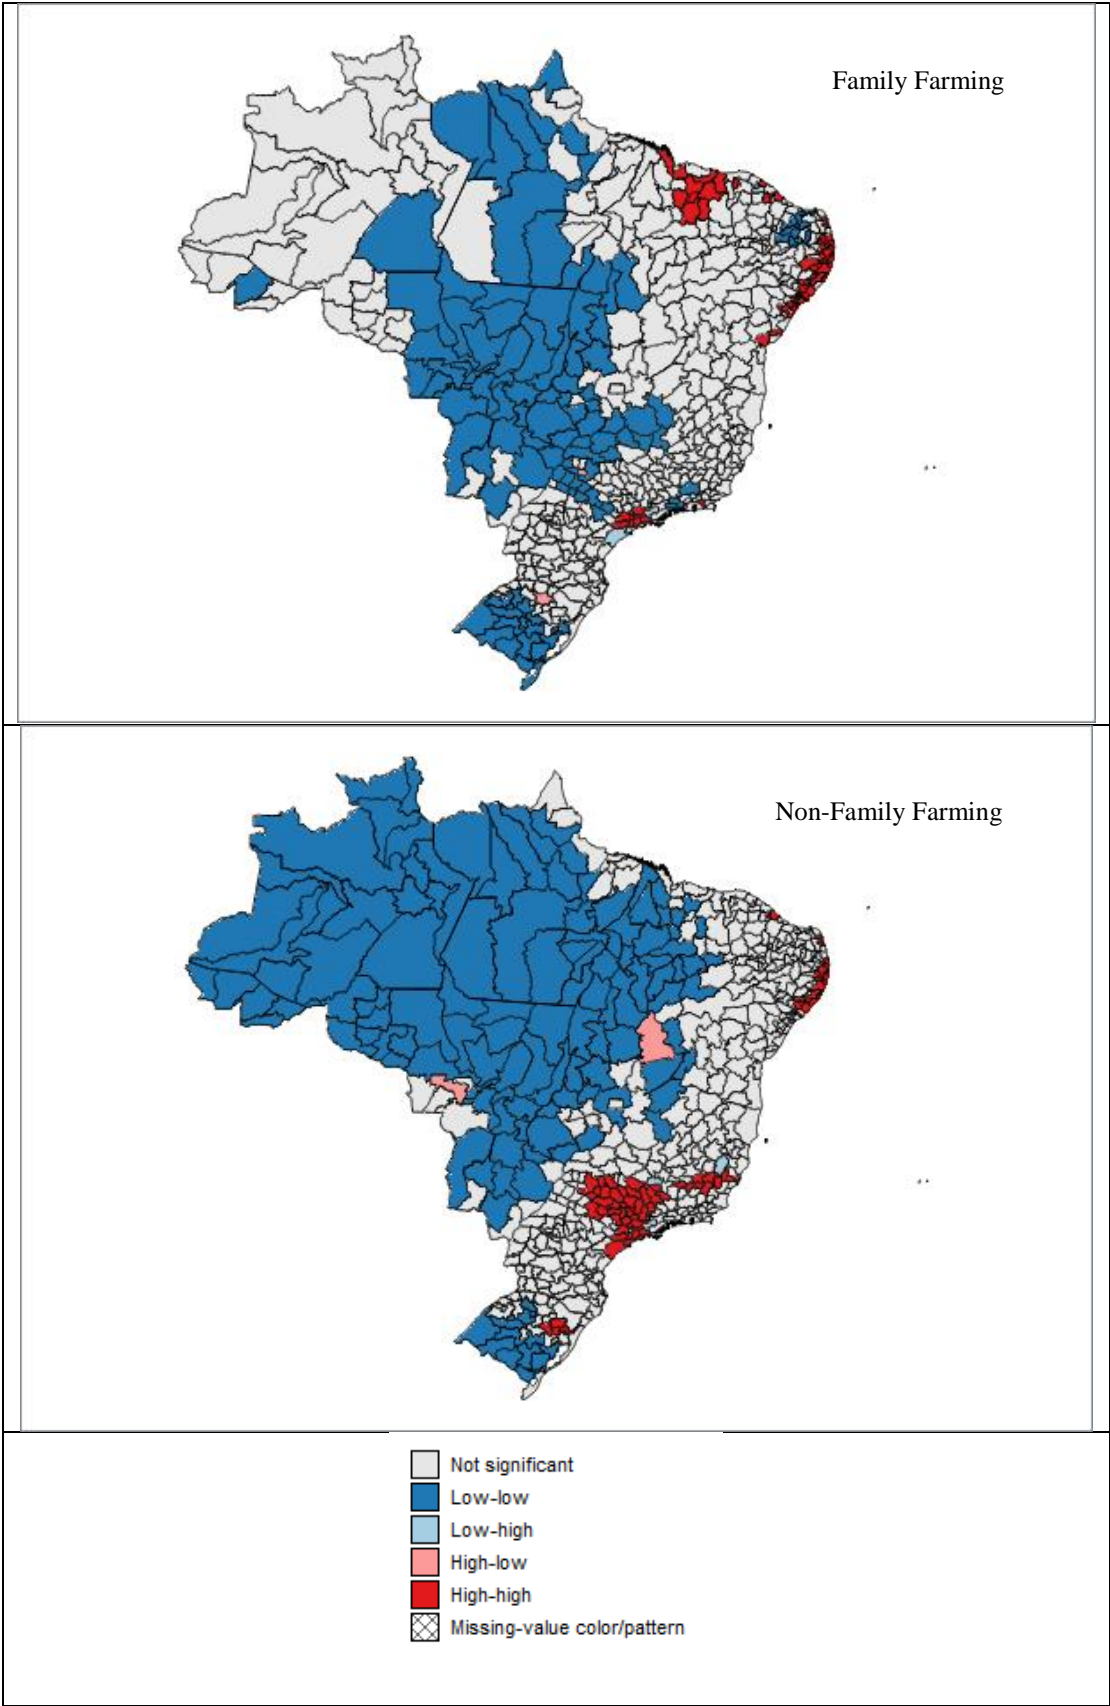 Family Farming
Non-Family Farming
Not significant
Low-low
Low-high
High-low
High-high
Missing-value color/pattern